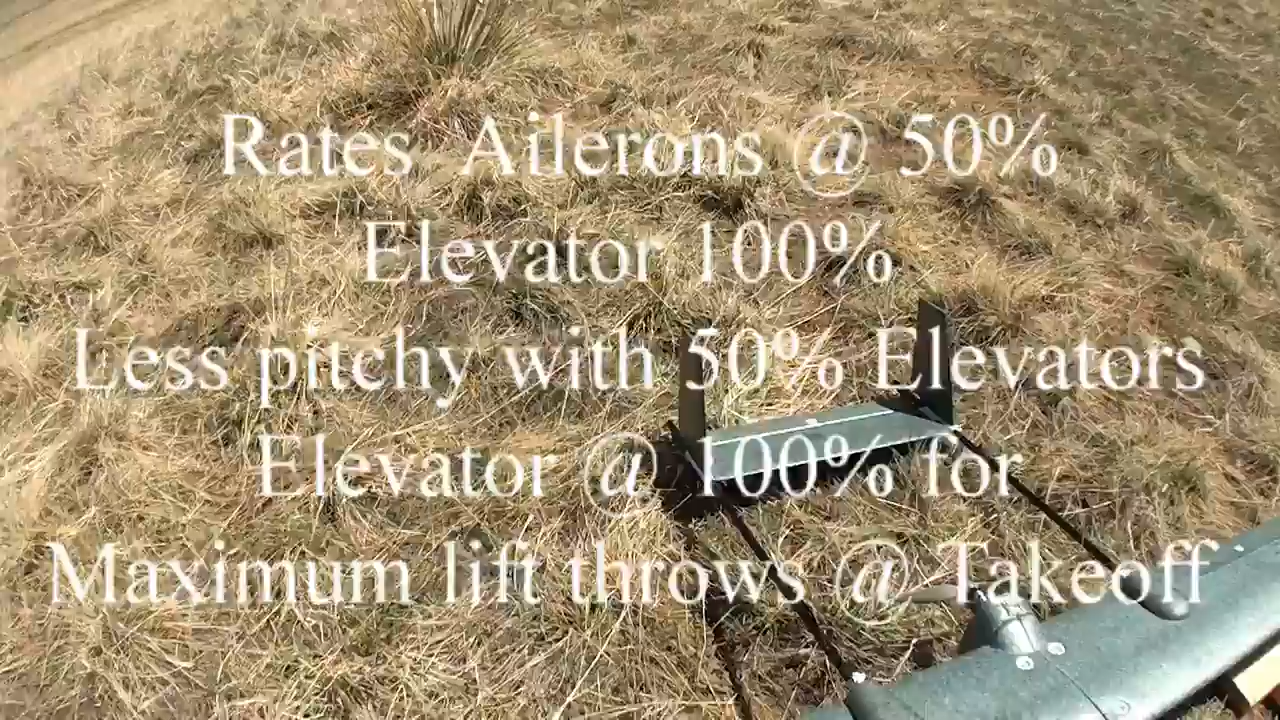 Rates Ailerons @ 50%
Elevator 100%
Less pitchy with 50% Elevators
Elevator @ 100% for
Maximum lift throws @ Takeoff